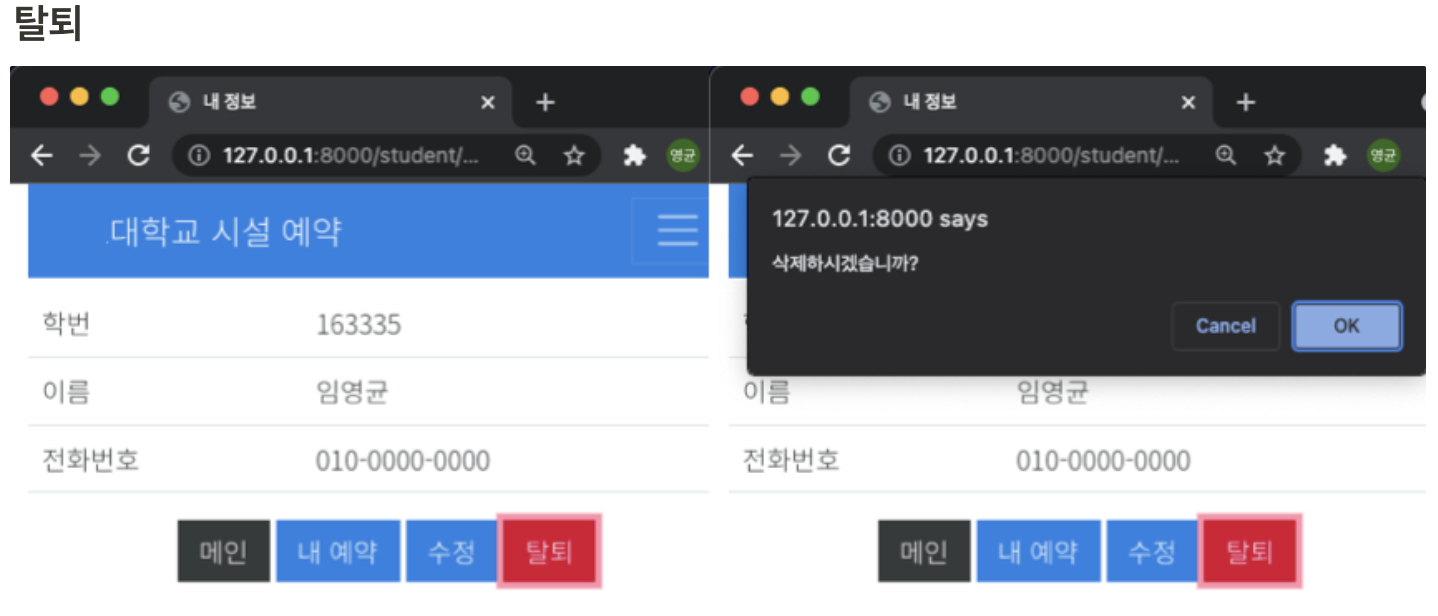 탈퇴
내 정보
127.0.0.1:8000/student/...
영균
대학교 시설 예약
학번 163335
이름 임영균
전화번호 010-0000-0000
메인 내 예약 수정 탈퇴
내 정보
127.0.0.1:8000/student/...
영균
127.0.0.1:8000 says
삭제하시겠습니까?
Cancel OK
이름 임영균
전화번호 010-0000-0000
메인 내 예약 수정 탈퇴